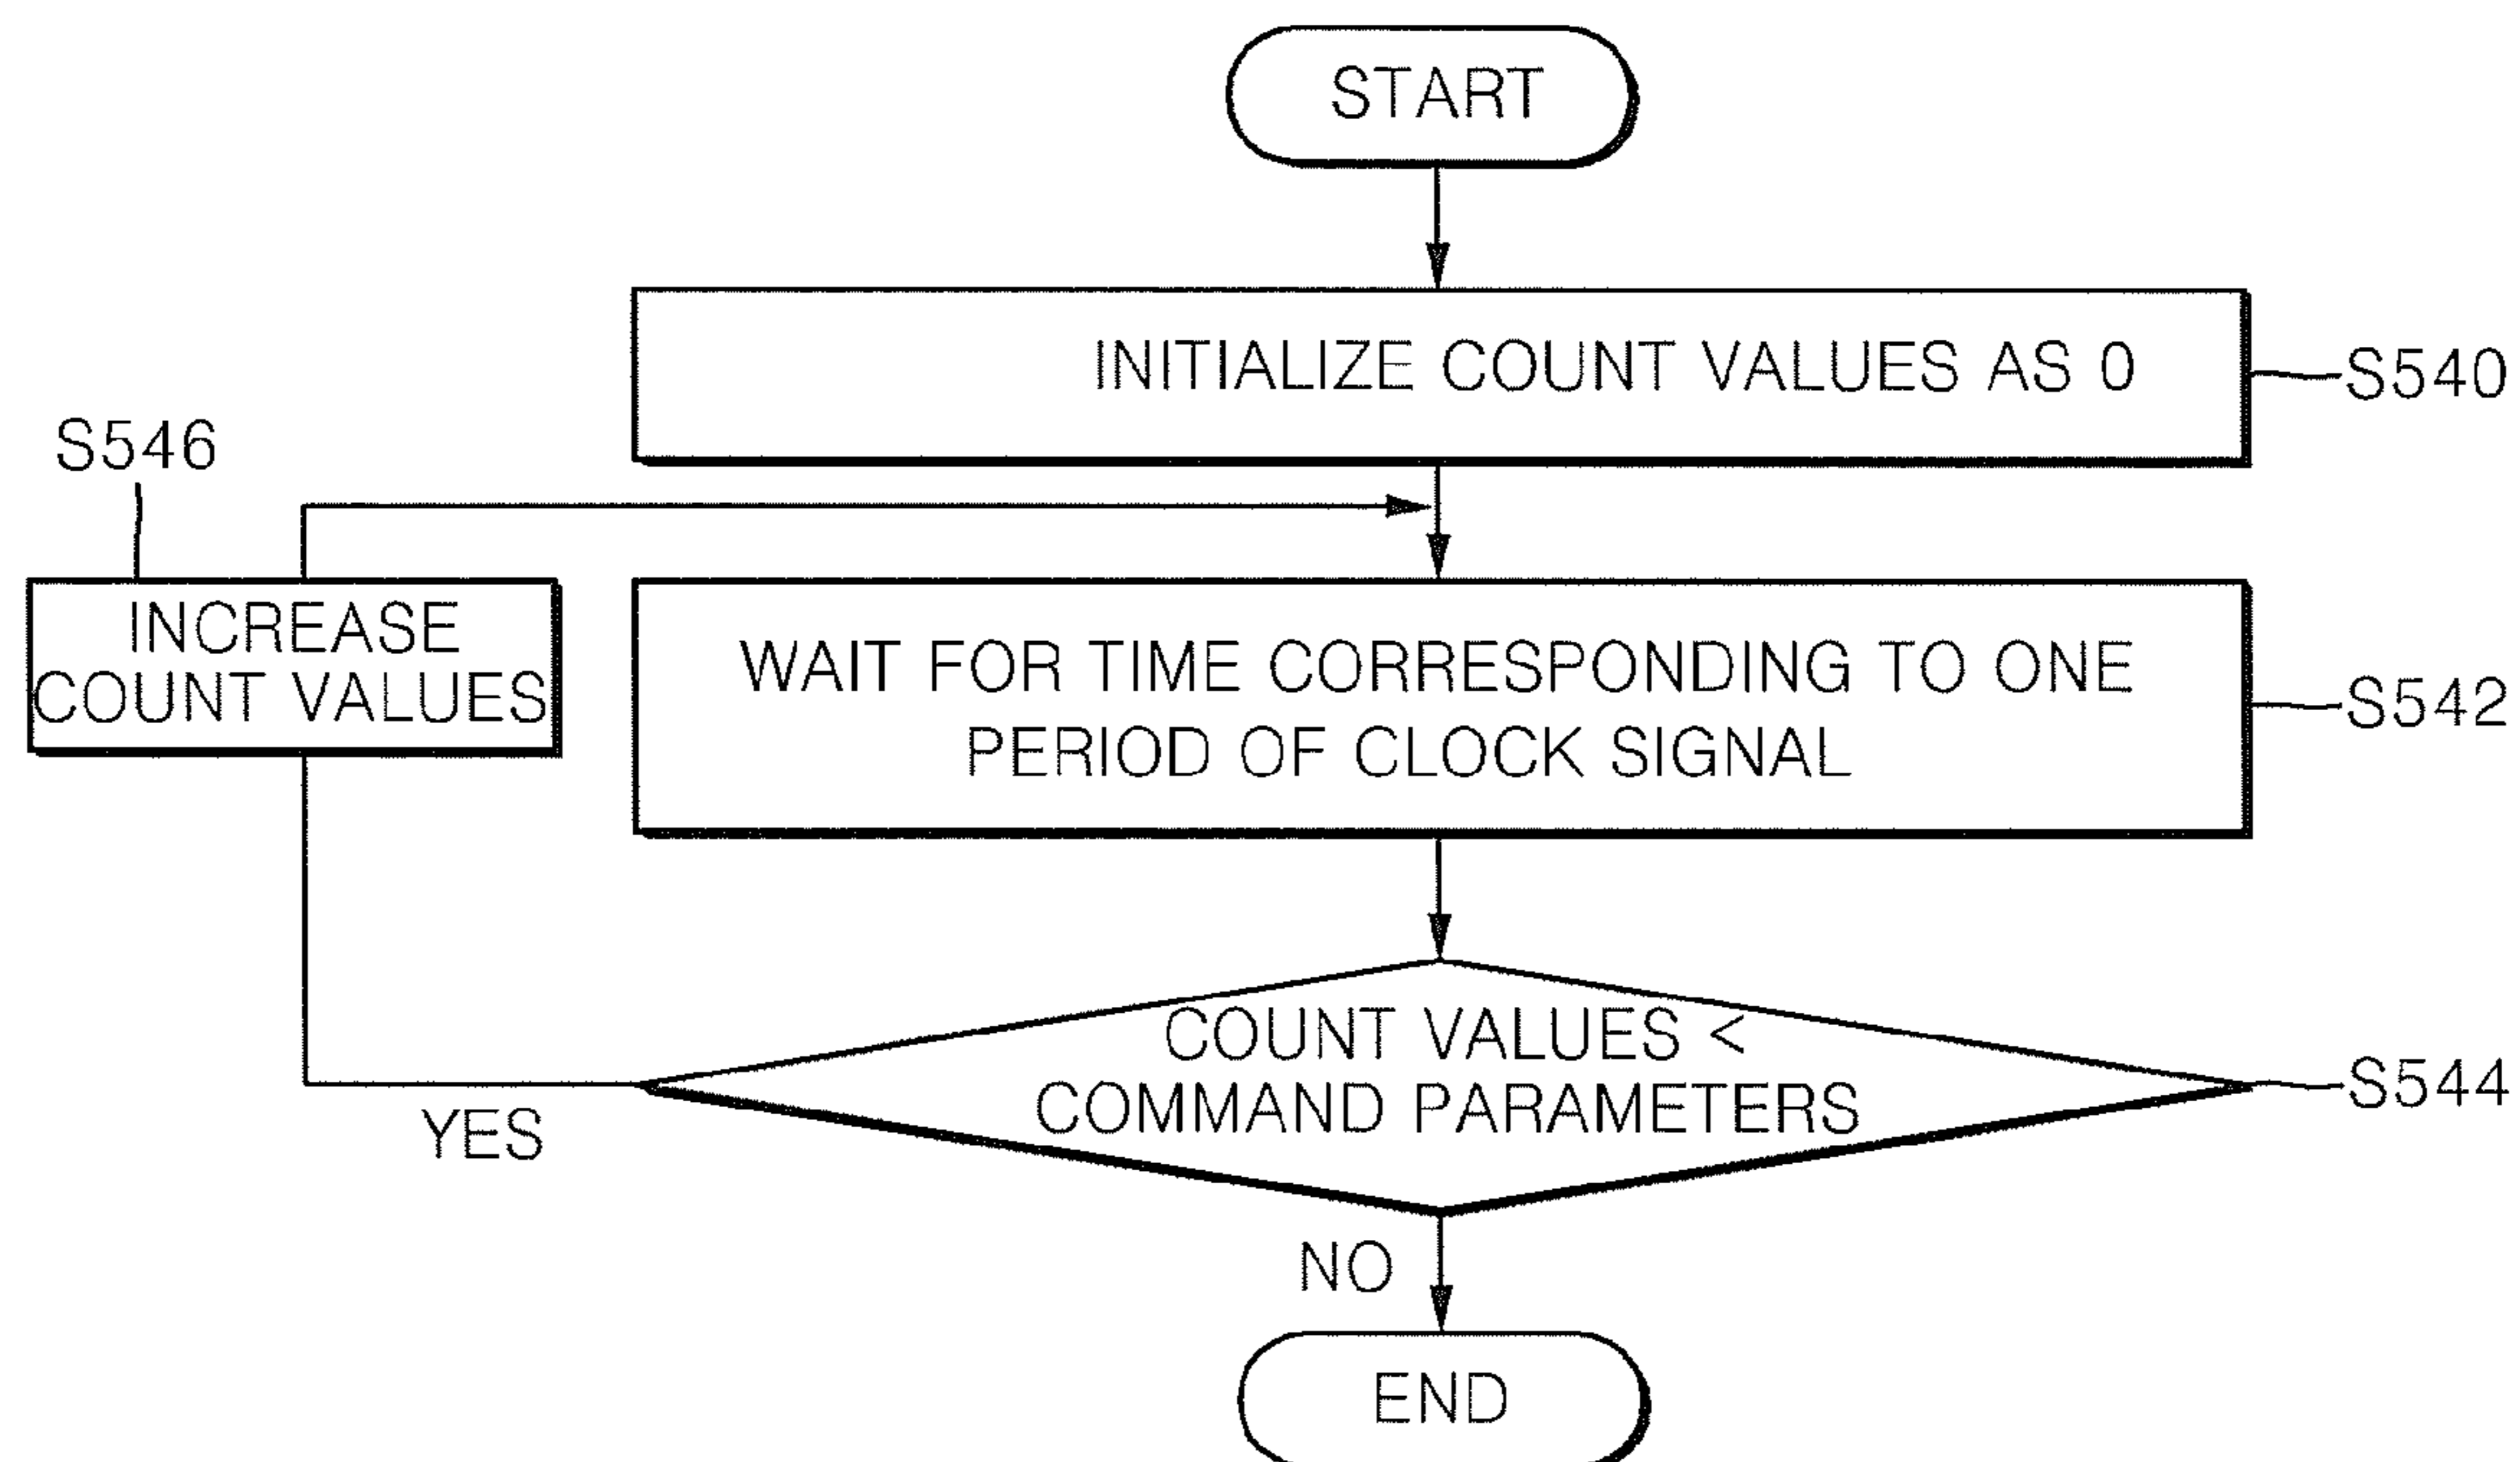 START
INITIALIZE COUNT VALUES AS 0
S540
S546
INCREASE
COUNT VALUES
WAIT FOR TIME CORRESPONDING TO ONE
PERIOD OF CLOCK SIGNAL
S542
COUNT VALUES <
COMMAND PARAMETERS
S544
YES
NO
END